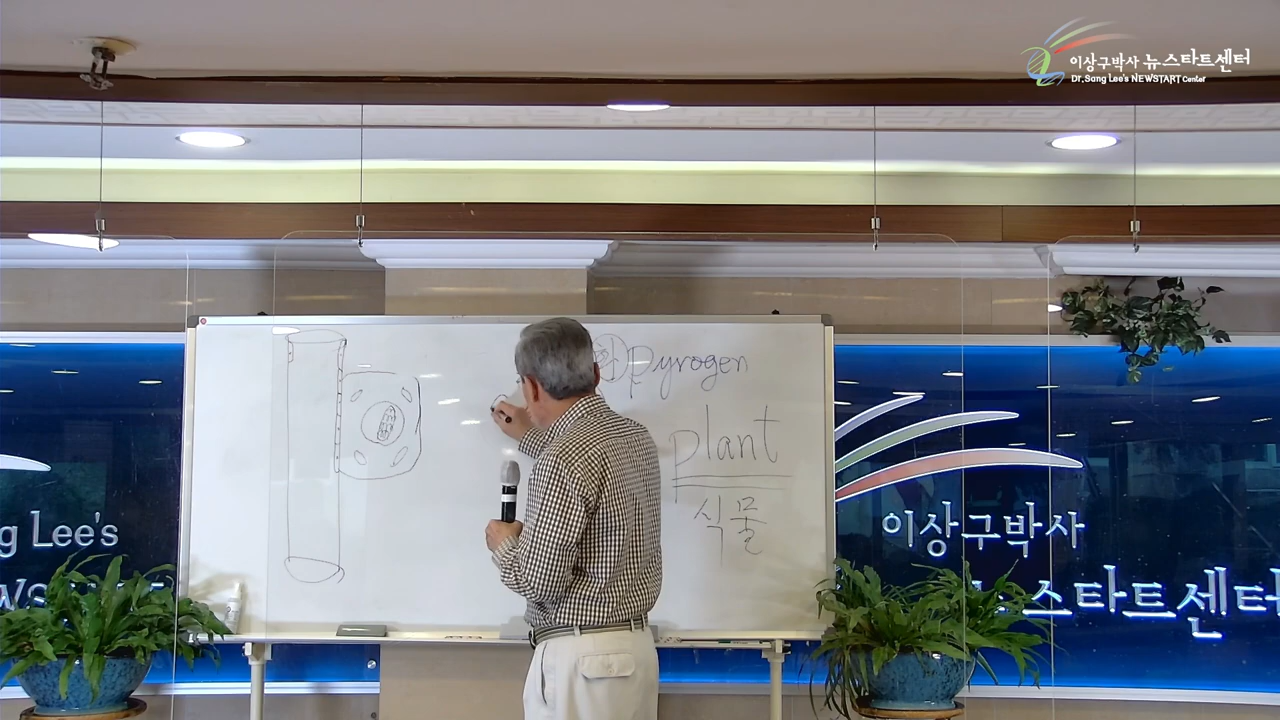 이상구박사 뉴스타트센터
Dr.Sang Lee's NEWSTART Center
Pyrogen
plant
식물
g Lee's
이상구박사
스타트센터